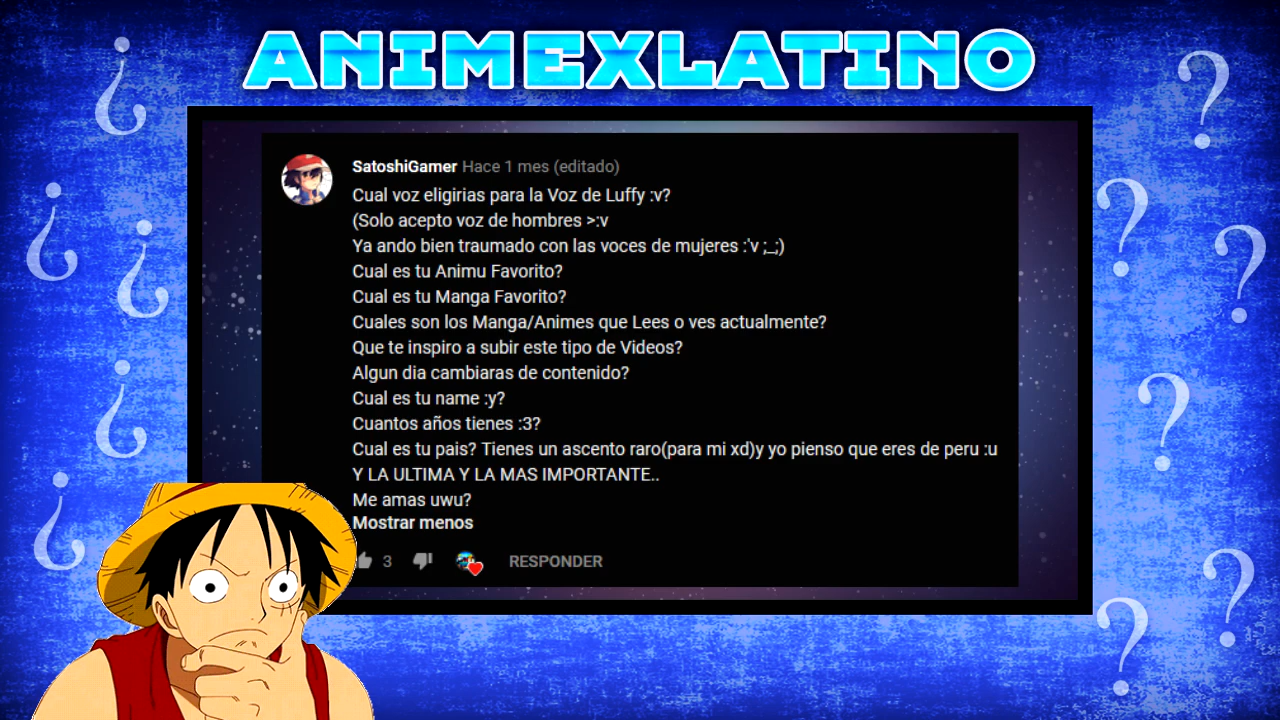 ANIMEXLATINO
SatoshiGamer Hace 1 mes (editado)
Cual voz eligirias para la Voz de Luffy :v?
(Solo acepto voz de hombres >:v
Ya ando bien traumado con las voces de mujeres :'v ;_;)
Cual es tu Animu Favorito?
Cual es tu Manga Favorito?
Cuales son los Manga/Animes que Lees o ves actualmente?
Que te inspiro a subir este tipo de Videos?
Algun dia cambiaras de contenido?
Cual es tu name :y?
Cuantos años tienes :3?
Cual es tu pais? Tienes un ascento raro(para mi xd)y yo pienso que eres de peru :u
Y LA ULTIMA Y LA MAS IMPORTANTE..
Me amas uwu?
Mostrar menos
3 RESPONDER